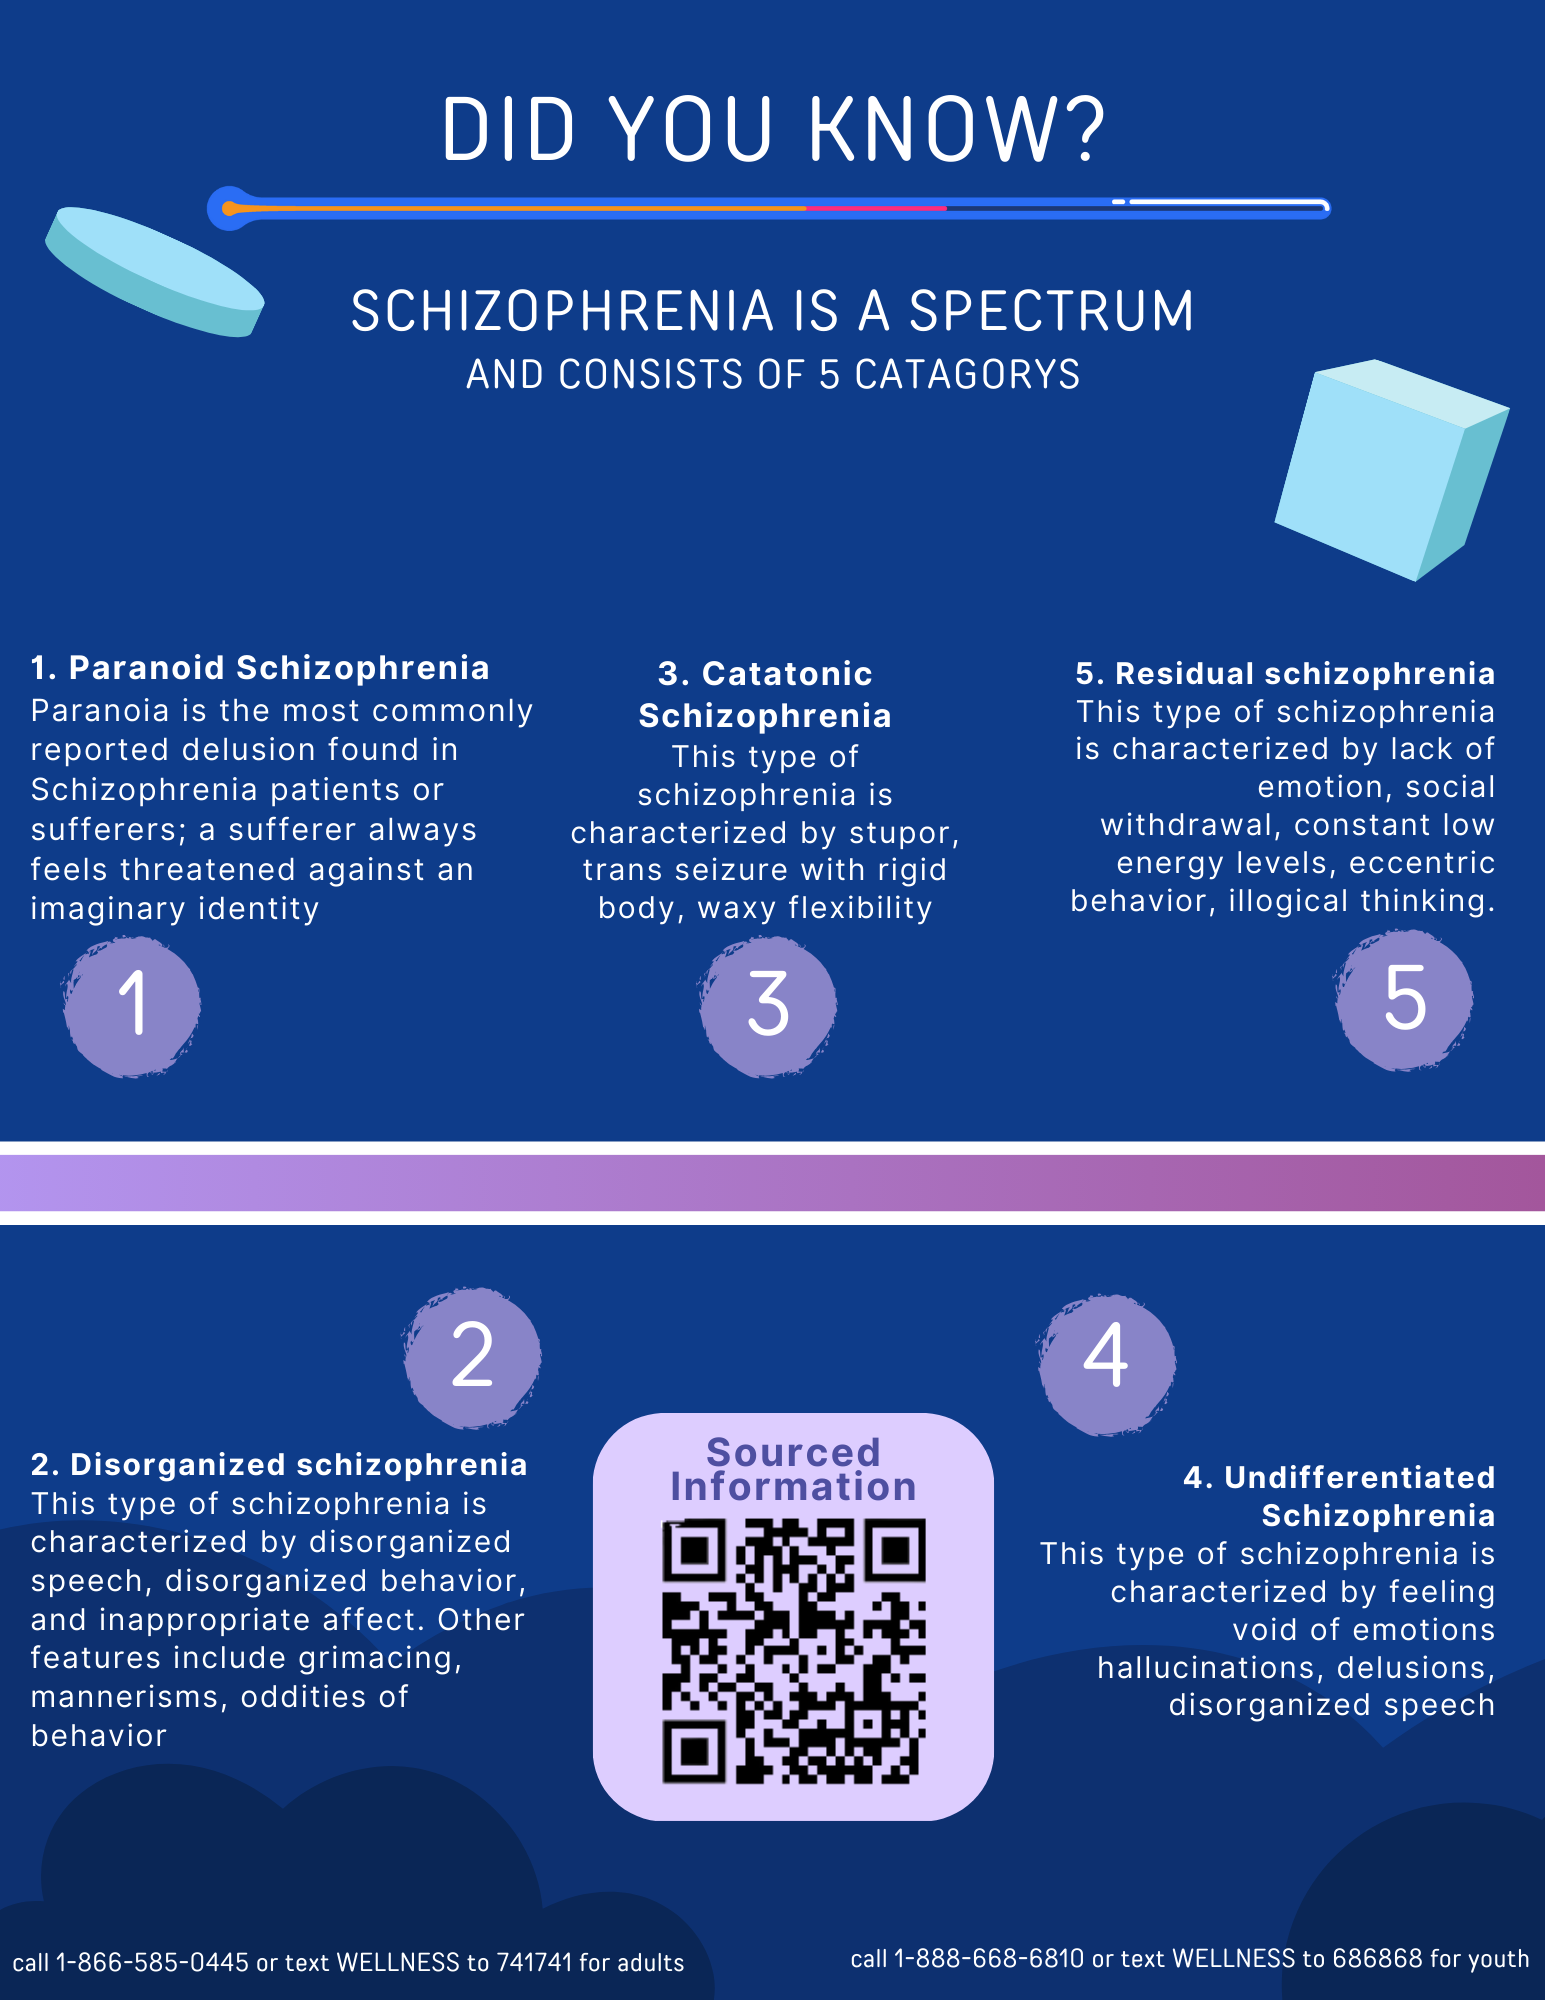 DID YOU KNOW?
SCHIZOPHRENIA IS A SPECTRUM
AND CONSISTS OF 5 CATAGORYS
1. Paranoid Schizophrenia
Paranoia is the most commonly
reported delusion found in
Schizophrenia patients or
sufferers; a sufferer always
feels threatened against an
imaginary identity
1
3. Catatonic
Schizophrenia
This type of
schizophrenia is
characterized by stupor,
trans seizure with rigid
body, waxy flexibility
3
5. Residual schizophrenia
This type of schizophrenia
is characterized by lack of
emotion, social
withdrawal, constant low
energy levels, eccentric
behavior, illogical thinking.
5
2
2. Disorganized schizophrenia
This type of schizophrenia is
characterized by disorganized
speech, disorganized behavior,
and inappropriate affect. Other
features include grimacing,
mannerisms, oddities of
behavior
Sourced
Information
4
4. Undifferentiated
Schizophrenia
This type of schizophrenia is
characterized by feeling
void of emotions
hallucinations, delusions,
disorganized speech
call 1-866-585-0445 or text WELLNESS to 741741 for adults
call 1-888-668-6810 or text WELLNESS to 686868 for youth